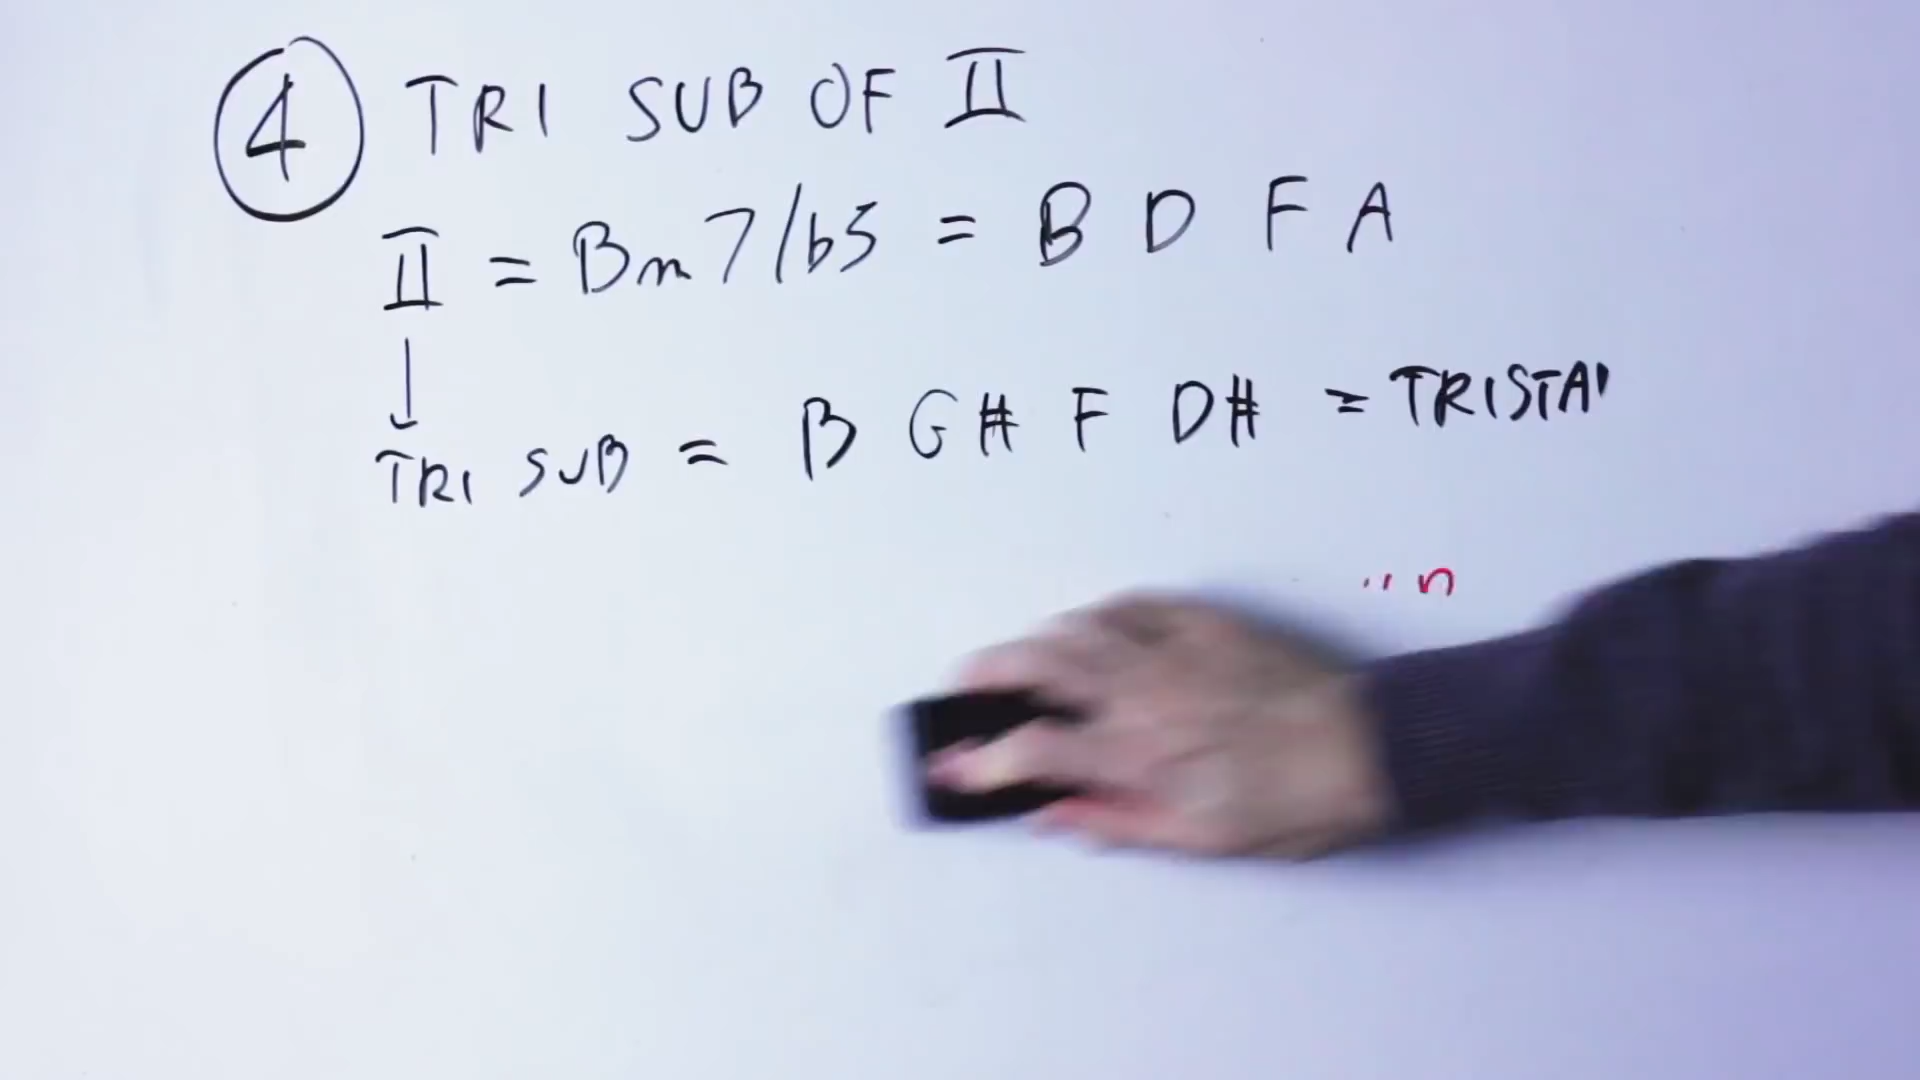 4 TRI SUB OF II
II = Bm7/b5 = B D F A
↓
TRI SUB = B G# F D# = TRISTA
n